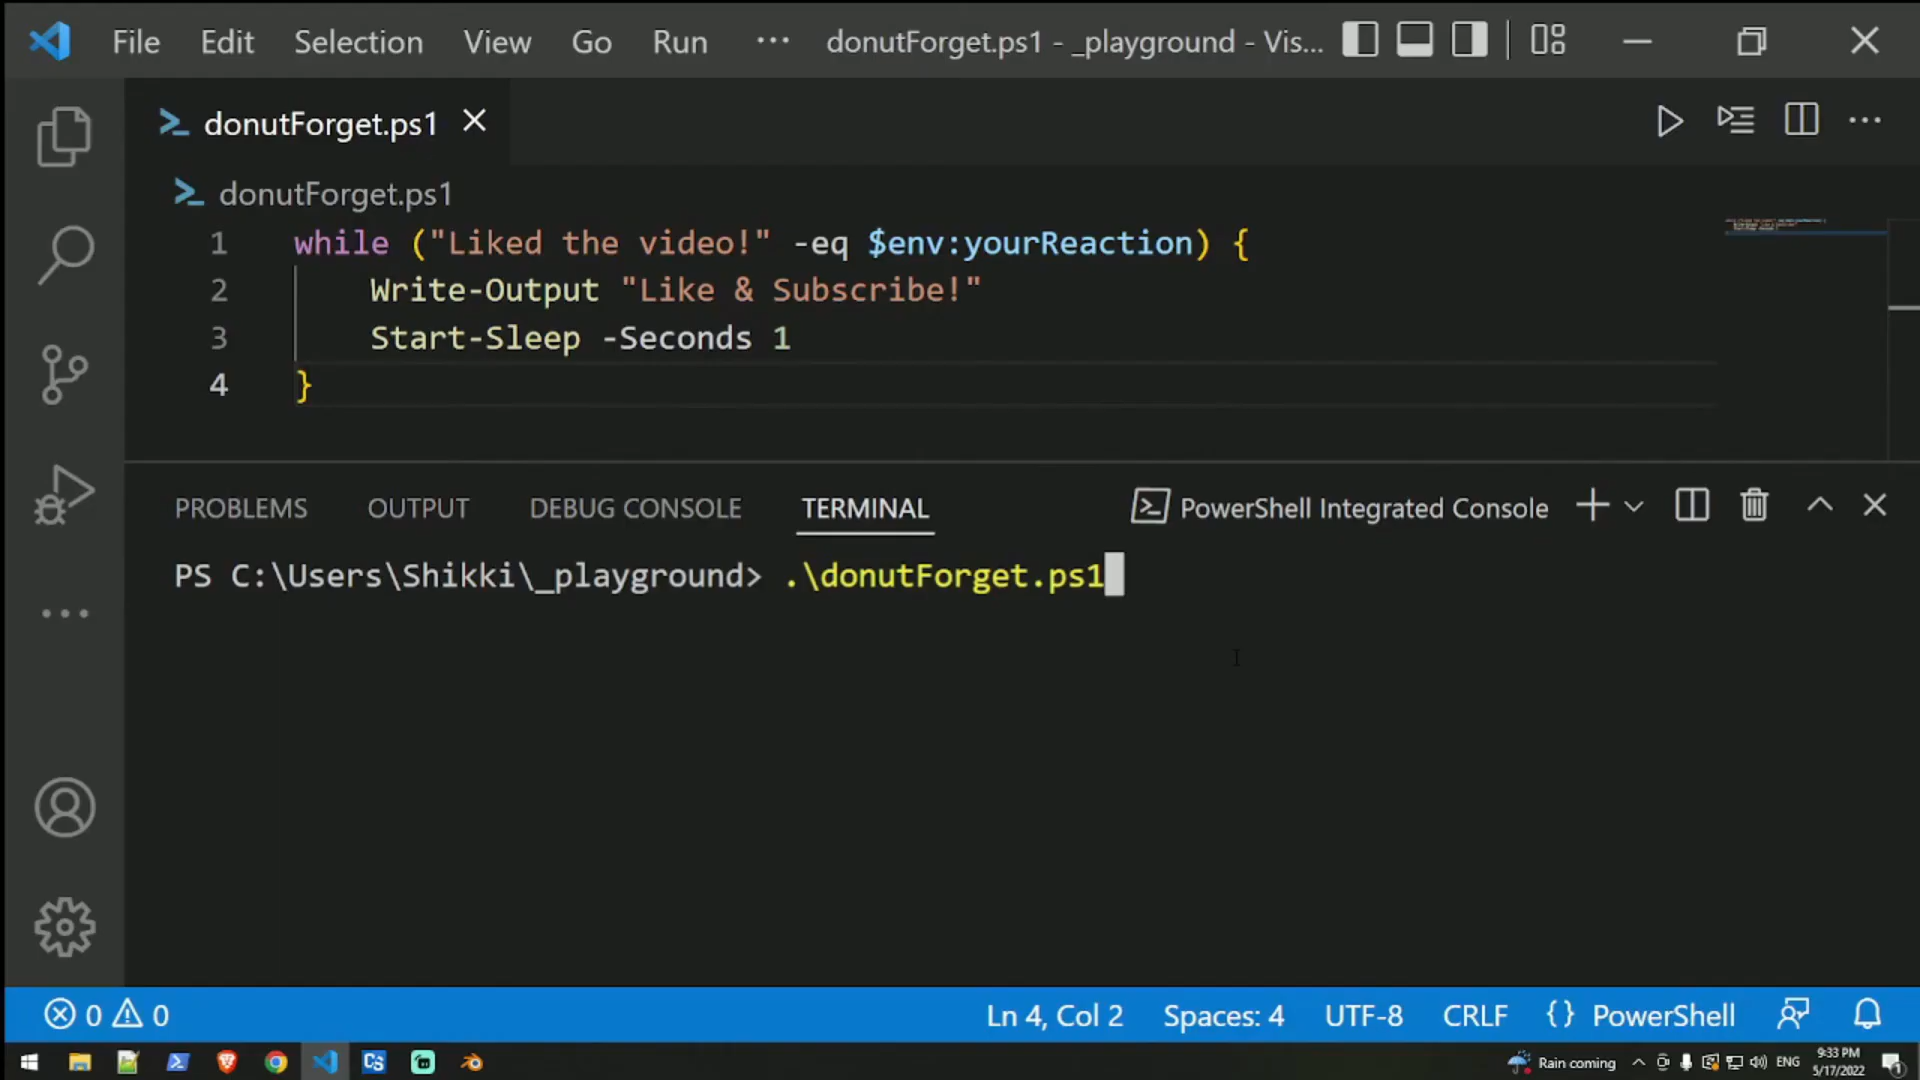 File Edit Selection View Go Run ··· donutForget.ps1 - _playground - Vis...
donutForget.ps1
donutForget.ps1
1 while ("Liked the video!" -eq $env:yourReaction) {
2 Write-Output "Like & Subscribe!"
3 Start-Sleep -Seconds 1
4 }
PROBLEMS OUTPUT DEBUG CONSOLE TERMINAL PowerShell Integrated Console
PS C:\Users\Shikki\_playground> .\donutForget.ps1
0 0 Ln 4, Col 2 Spaces: 4 UTF-8 CRLF {} PowerShell
Rain coming ENG 9:33 PM
5/17/2022
1